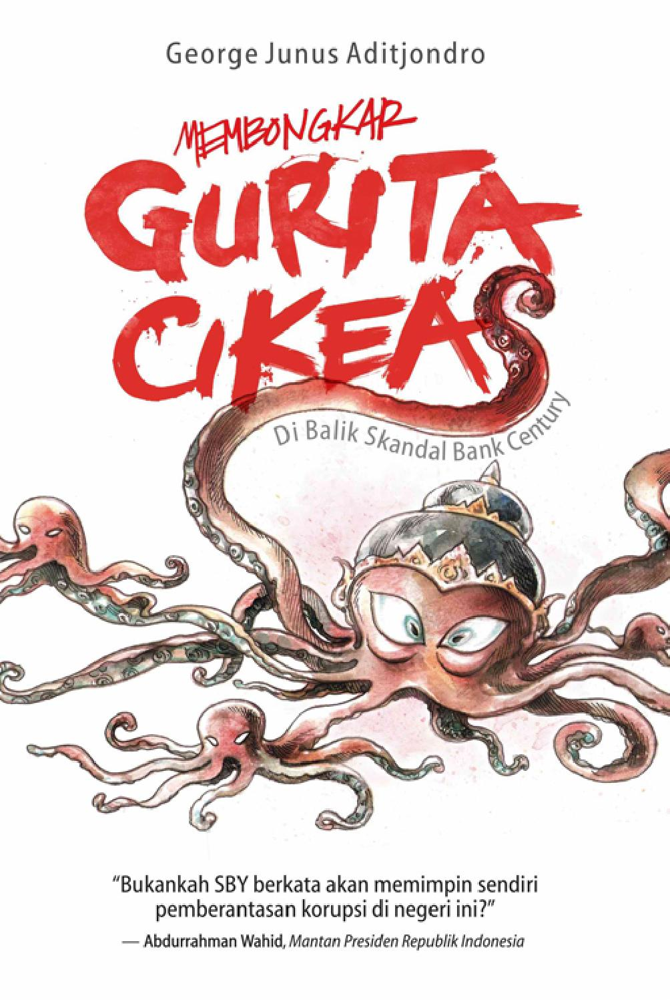 George Junus Aditjondro
MEMBONGKAR
GURITA
CIKEAS
Di Balik Skandal Bank Century
“Bukankah SBY berkata akan memimpin sendiri
pemberantasan korupsi di negeri ini?”
— Abdurrahman Wahid, Mantan Presiden Republik Indonesia